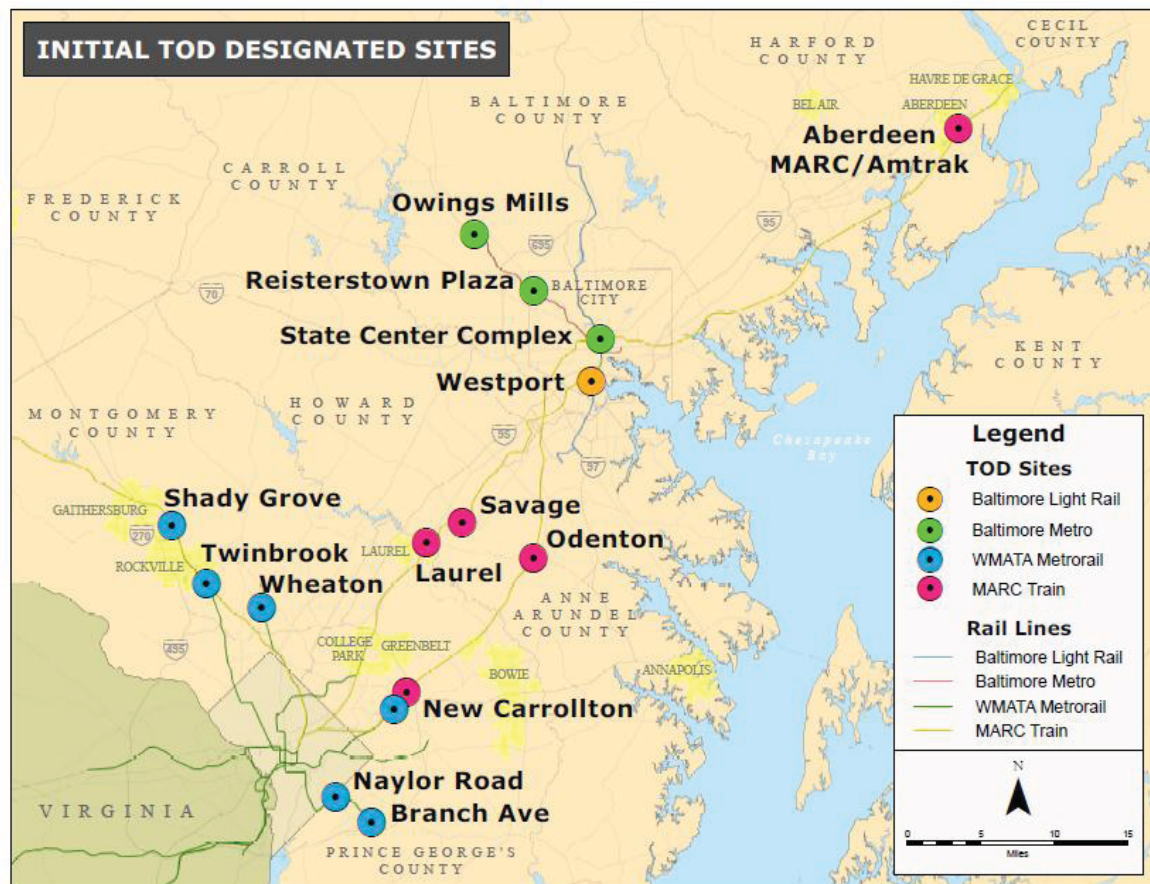 INITIAL TOD DESIGNATED SITES
CECIL
COUNTY
HARFORD
COUNTY
HAVRE DE GRACE
BEL AIR
ABERDEEN
Aberdeen
MARC/Amtrak
BALTIMORE
COUNTY
CARROLL
COUNTY
FREDERICK
COUNTY
Owings Mills
95
695
Reisterstown Plaza
BALTIMORE
CITY
70
State Center Complex
KENT
COUNTY
Westport
HOWARD
COUNTY
MONTGOMERY
COUNTY
95
97
Chesapeake
Bay
Shady Grove
GAITHERSBURG
270
Savage
Odenton
LAUREL
Laurel
Twinbrook
ROCKVILLE
Wheaton
ANNE
ARUNDEL
COUNTY
495
COLLEGE
PARK
GREENBELT
BOWIE
ANNAPOLIS
New Carrollton
Naylor Road
Branch Ave
VIRGINIA
PRINCE GEORGE'S
COUNTY
Legend
TOD Sites
Baltimore Light Rail
Baltimore Metro
WMATA Metrorail
MARC Train
Rail Lines
Baltimore Light Rail
Baltimore Metro
WMATA Metrorail
MARC Train
N
0 5 10 15
Miles